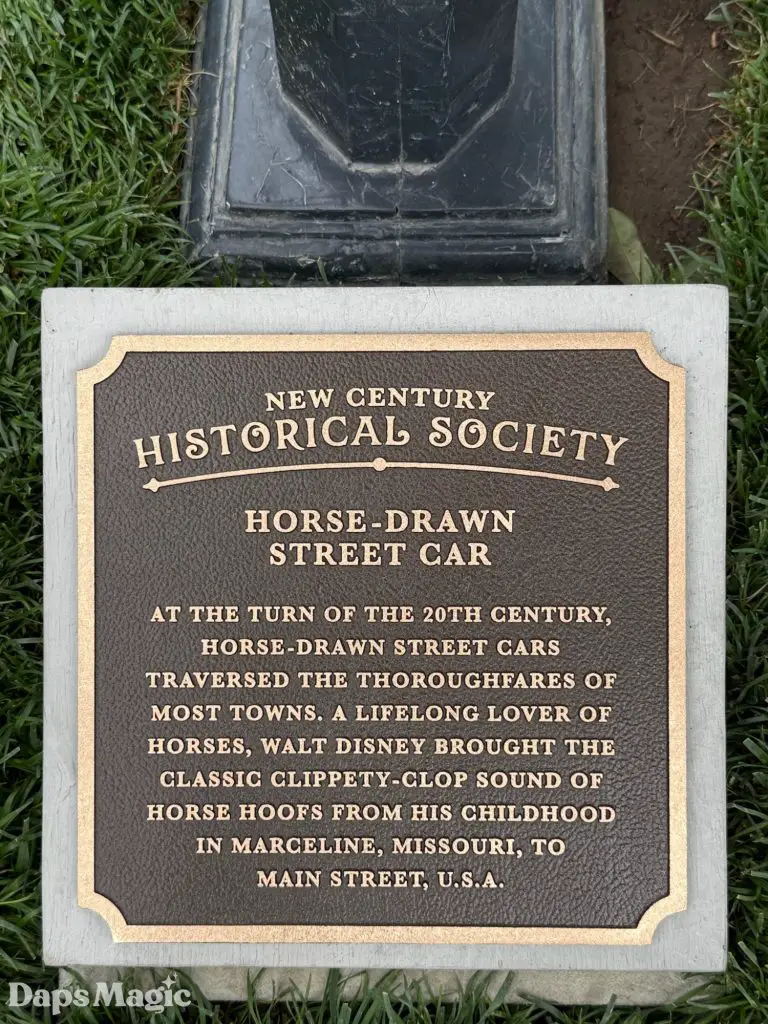 NEW CENTURY
HISTORICAL SOCIETY
HORSE-DRAWN
STREET CAR
AT THE TURN OF THE 20TH CENTURY,
HORSE-DRAWN STREET CARS
TRAVERSED THE THOROUGHFARES OF
MOST TOWNS. A LIFELONG LOVER OF
HORSES, WALT DISNEY BROUGHT THE
CLASSIC CLIPPETY-CLOP SOUND OF
HORSE HOOFS FROM HIS CHILDHOOD
IN MARCELINE, MISSOURI, TO
MAIN STREET, U.S.A.
DapsMagic